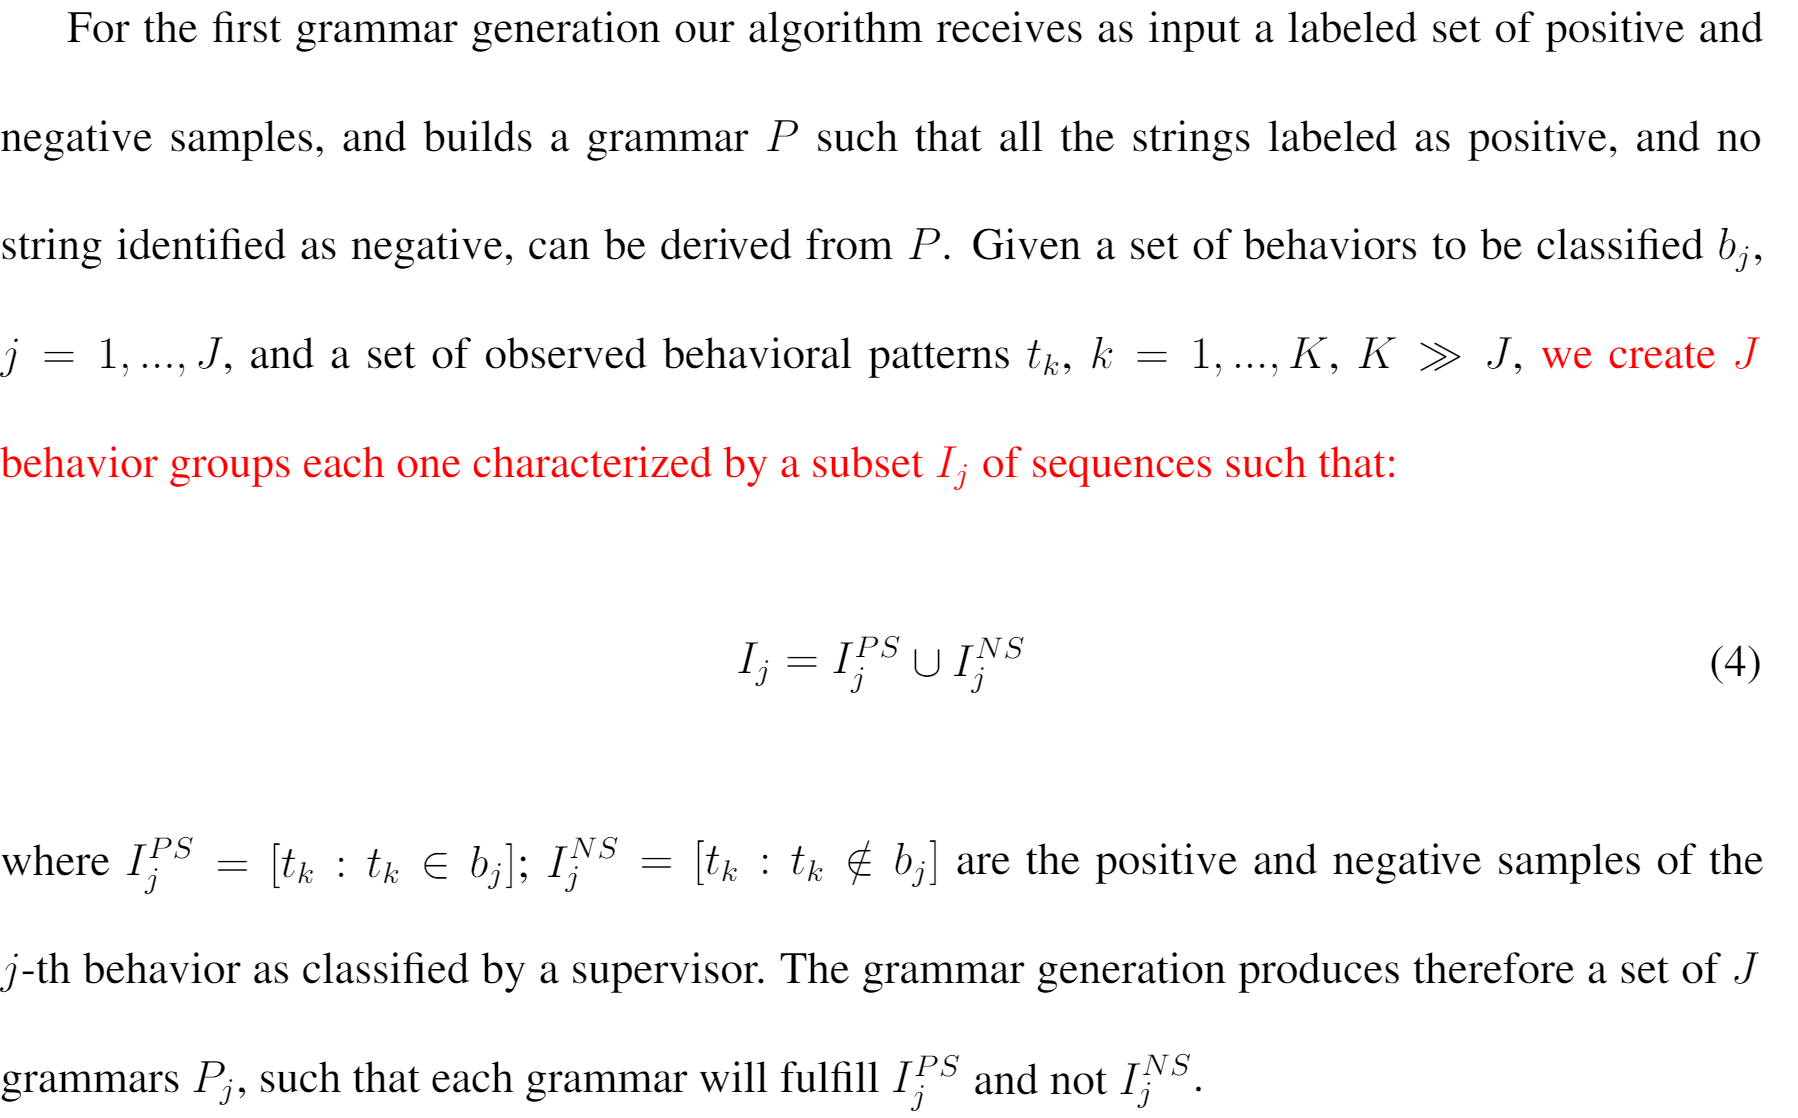 For the first grammar generation our algorithm receives as input a labeled set of positive and
negative samples, and builds a grammar P such that all the strings labeled as positive, and no
string identified as negative, can be derived from P. Given a set of behaviors to be classified b_j,
j = 1, ..., J, and a set of observed behavioral patterns t_k, k = 1, ..., K, K ≫ J, we create J
behavior groups each one characterized by a subset I_j of sequences such that:
I_j = I_j^{PS} ∪ I_j^{NS} (4)
where I_j^{PS} = [t_k : t_k ∈ b_j]; I_j^{NS} = [t_k : t_k ∉ b_j] are the positive and negative samples of the
j-th behavior as classified by a supervisor. The grammar generation produces therefore a set of J
grammars P_j, such that each grammar will fulfill I_j^{PS} and not I_j^{NS}.